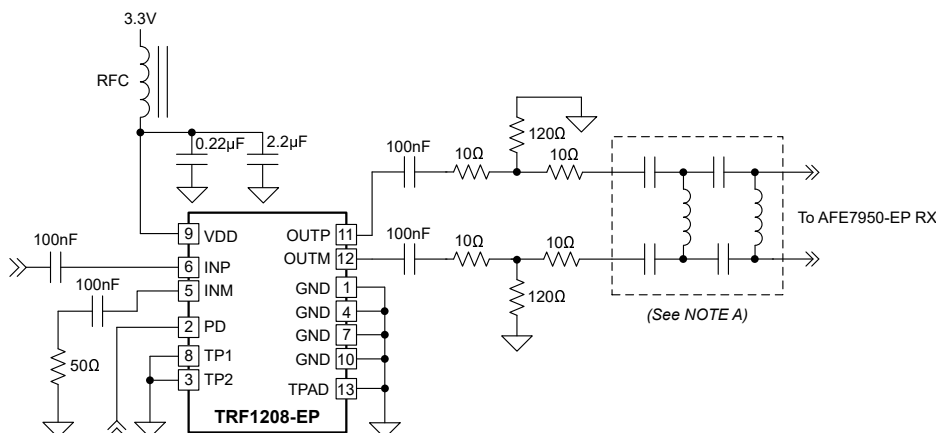 3.3V
RFC
0.22µF
2.2µF
120Ω
100nF
10Ω
10Ω
To AFE7950-EP RX
100nF
9 VDD
OUTP 11
100nF
10Ω
10Ω
6 INP
OUTM 12
100nF
5 INM
GND 1
120Ω
2 PD
GND 4
(See NOTE A)
50Ω
8 TP1
GND 7
3 TP2
GND 10
TPAD 13
TRF1208-EP